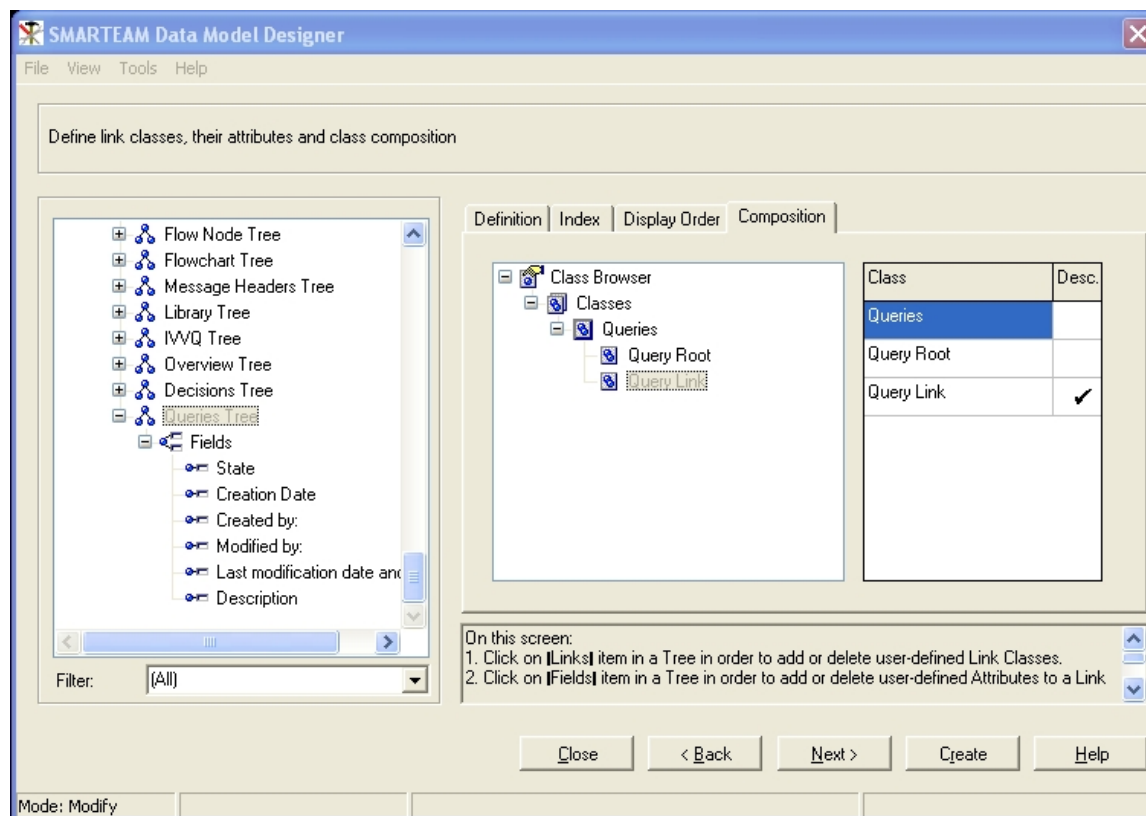 SMARTEAM Data Model Designer
File View Tools Help
Define link classes, their attributes and class composition
Flow Node Tree
Flowchart Tree
Message Headers Tree
Library Tree
IVVQ Tree
Overview Tree
Decisions Tree
Queries Tree
Fields
State
Creation Date
Created by:
Modified by:
Last modification date and
Description
Filter: (All)
Definition Index Display Order Composition
Class Browser
Classes
Queries
Query Root
Query Link
Class Desc.
Queries
Query Root
Query Link
On this screen:
1. Click on |Links| item in a Tree in order to add or delete user-defined Link Classes.
2. Click on |Fields| item in a Tree in order to add or delete user-defined Attributes to a Link
Close < Back Next > Create Help
Mode: Modify